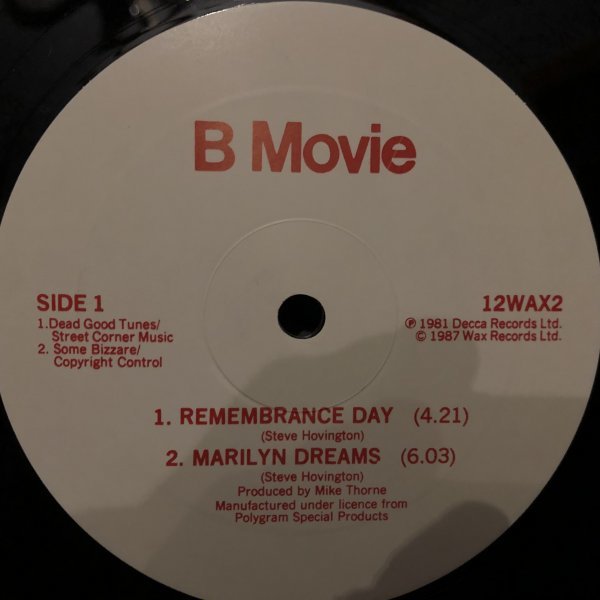 B Movie
SIDE 1
1.Dead Good Tunes/
Street Corner Music
2. Some Bizzare/
Copyright Control
12WAX2
℗ 1981 Decca Records Ltd.
© 1987 Wax Records Ltd.
1. REMEMBRANCE DAY (4.21)
(Steve Hovington)
2. MARILYN DREAMS (6.03)
(Steve Hovington)
Produced by Mike Thorne
Manufactured under licence from
Polygram Special Products